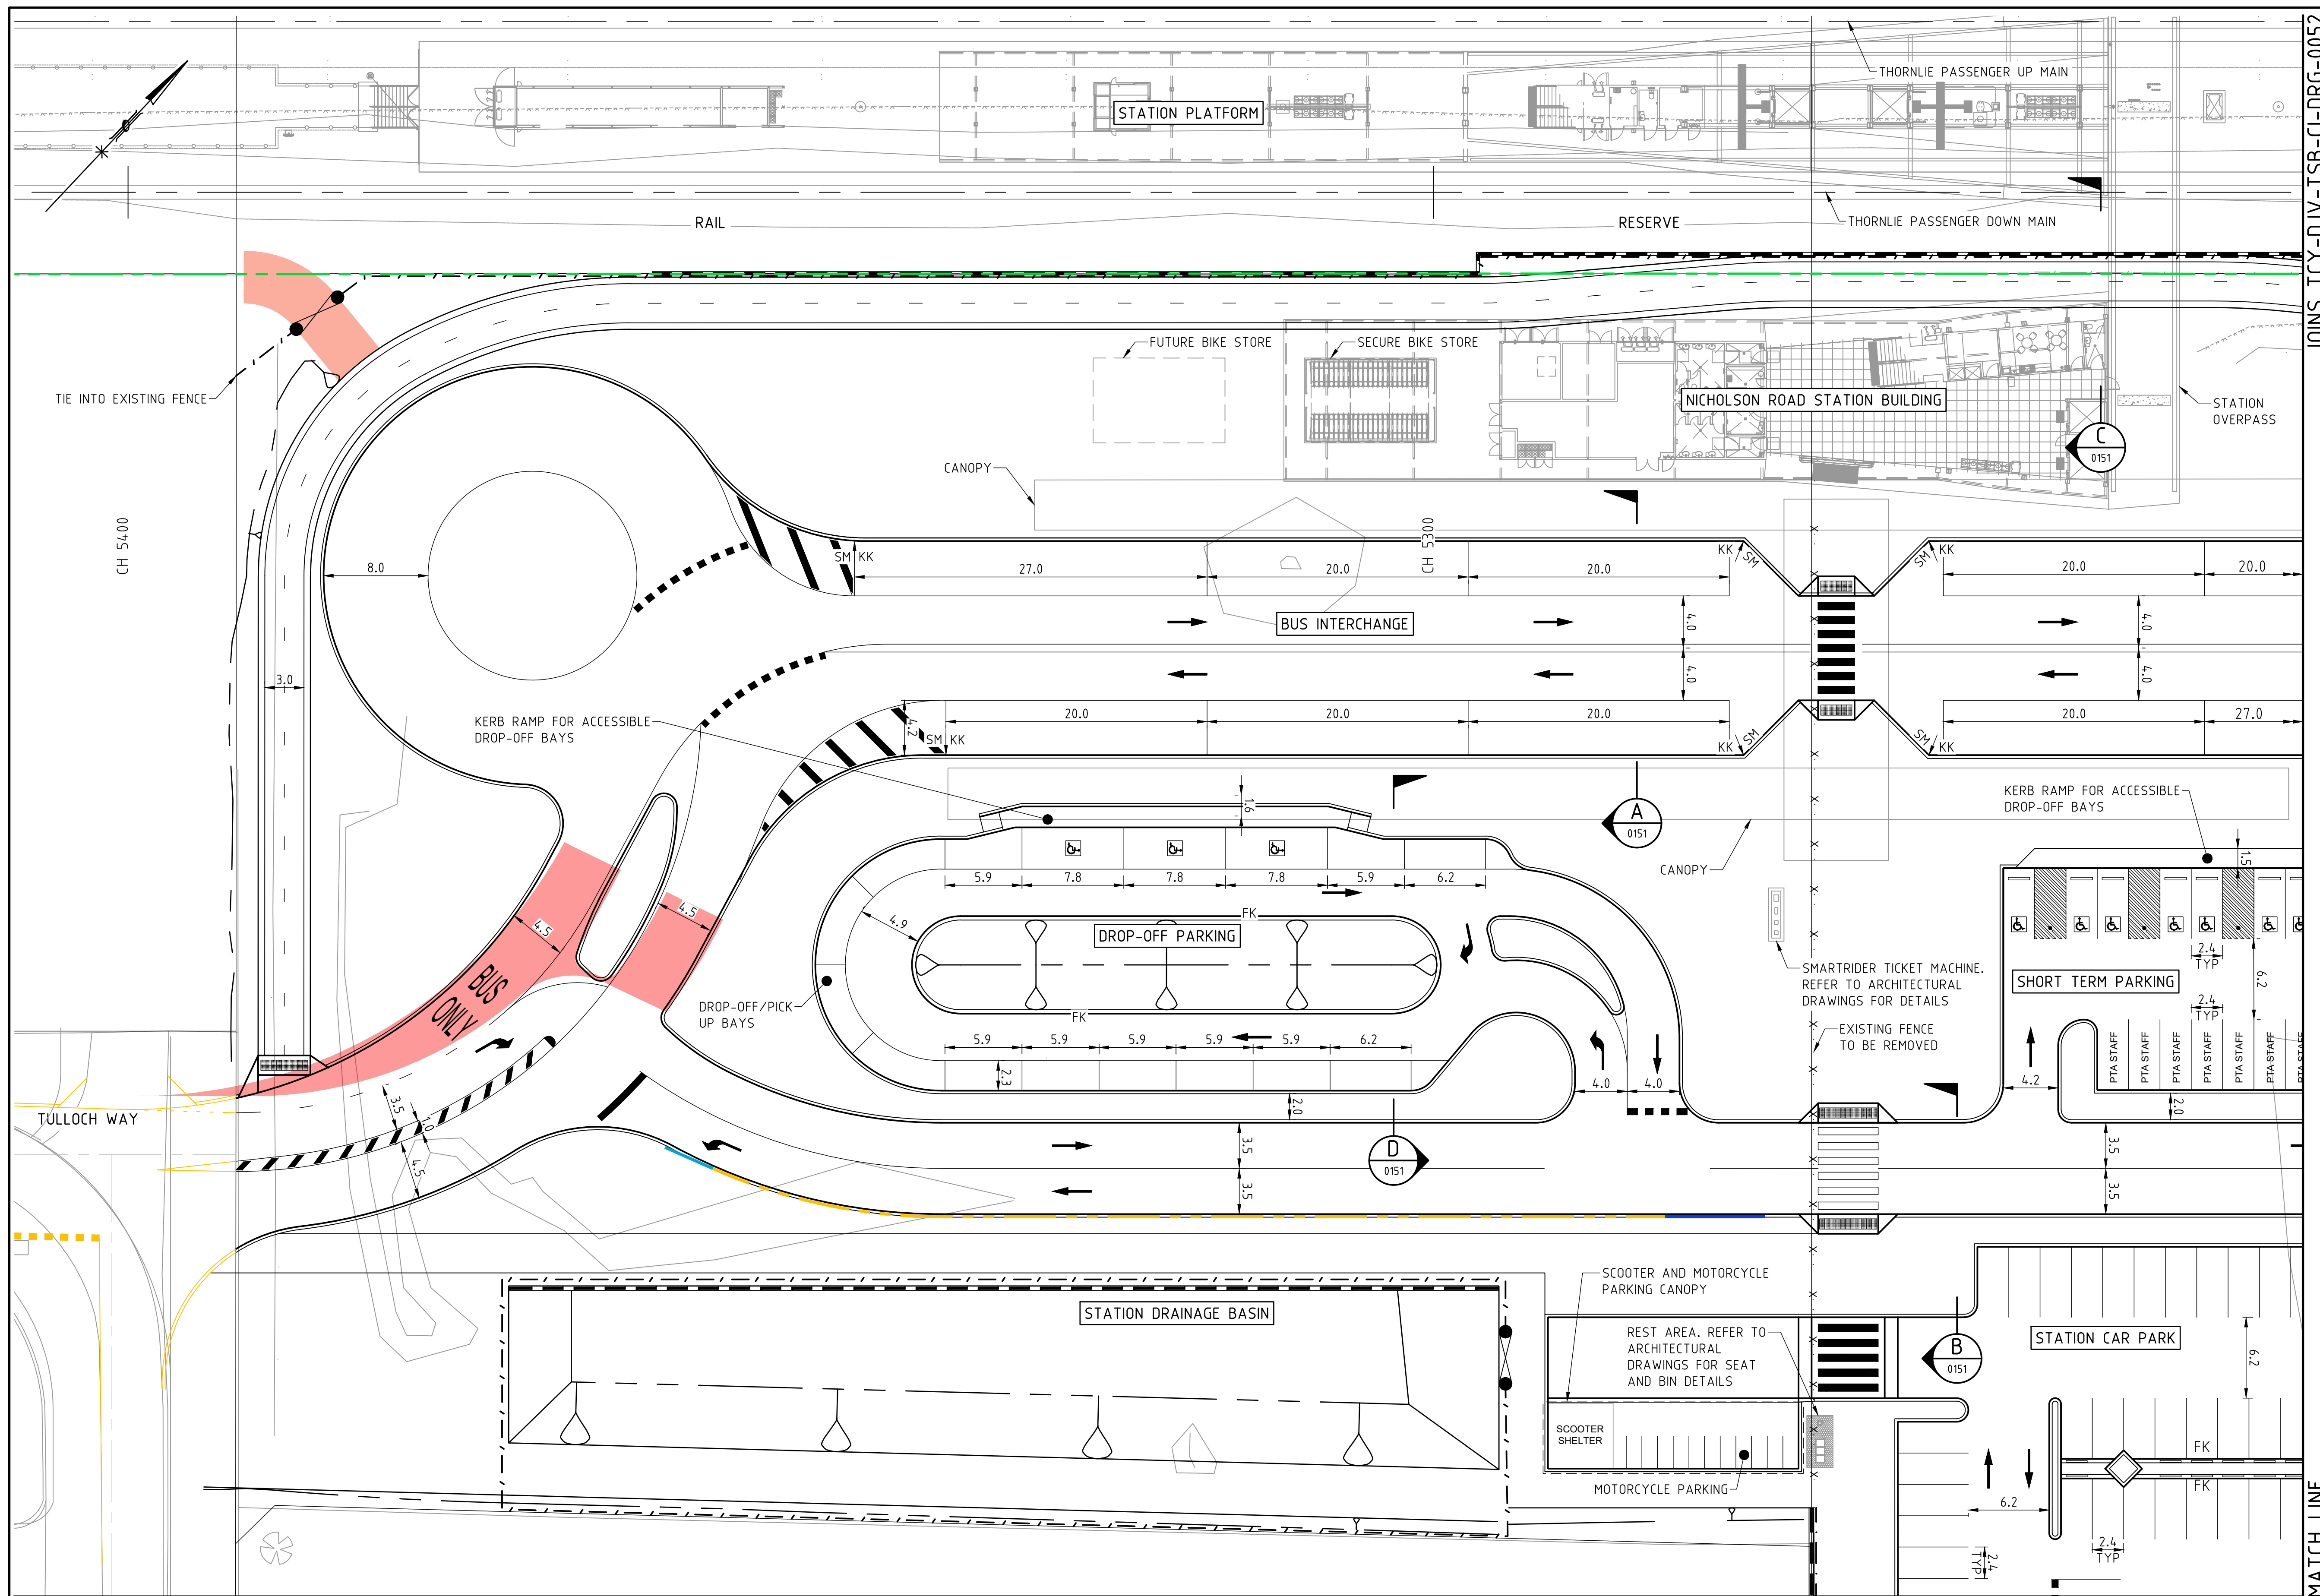 THORNLIE PASSENGER UP MAIN
STATION PLATFORM
RAIL
RESERVE
THORNLIE PASSENGER DOWN MAIN
FUTURE BIKE STORE
SECURE BIKE STORE
TIE INTO EXISTING FENCE
NICHOLSON ROAD STATION BUILDING
STATION
OVERPASS
C
0151
CANOPY
CH 5400
CH 5300
8.0
SM
KK
27.0
20.0
20.0
KK
SM
SM
KK
20.0
20.0
BUS INTERCHANGE
4.0
4.0
4.0
4.0
3.0
KERB RAMP FOR ACCESSIBLE
DROP-OFF BAYS
4.2
SM
KK
20.0
20.0
20.0
KK
SM
SM
KK
20.0
27.0
1.6
A
0151
KERB RAMP FOR ACCESSIBLE
DROP-OFF BAYS
CANOPY
1.5
5.9
7.8
7.8
7.8
5.9
6.2
4.5
4.5
4.9
FK
DROP-OFF PARKING
BUS
ONLY
2.4
TYP
6.2
SMARTRIDER TICKET MACHINE.
REFER TO ARCHITECTURAL
DRAWINGS FOR DETAILS
SHORT TERM PARKING
DROP-OFF/PICK
UP BAYS
FK
2.4
TYP
EXISTING FENCE
TO BE REMOVED
5.9
5.9
5.9
5.9
5.9
6.2
PTA STAFF
PTA STAFF
PTA STAFF
PTA STAFF
PTA STAFF
PTA STAFF
PTA STAFF
2.3
4.0
4.0
4.2
2.0
2.0
TULLOCH WAY
3.5
1.0
4.5
3.5
3.5
D
0151
3.5
3.5
SCOOTER AND MOTORCYCLE
PARKING CANOPY
STATION DRAINAGE BASIN
REST AREA. REFER TO
ARCHITECTURAL
DRAWINGS FOR SEAT
AND BIN DETAILS
B
0151
STATION CAR PARK
6.2
SCOOTER
SHELTER
FK
FK
MOTORCYCLE PARKING
6.2
2.4
TYP
2.4
TYP
MATCH LINE
JOINS TCY-DJV-TSR-CI-DRG-0052